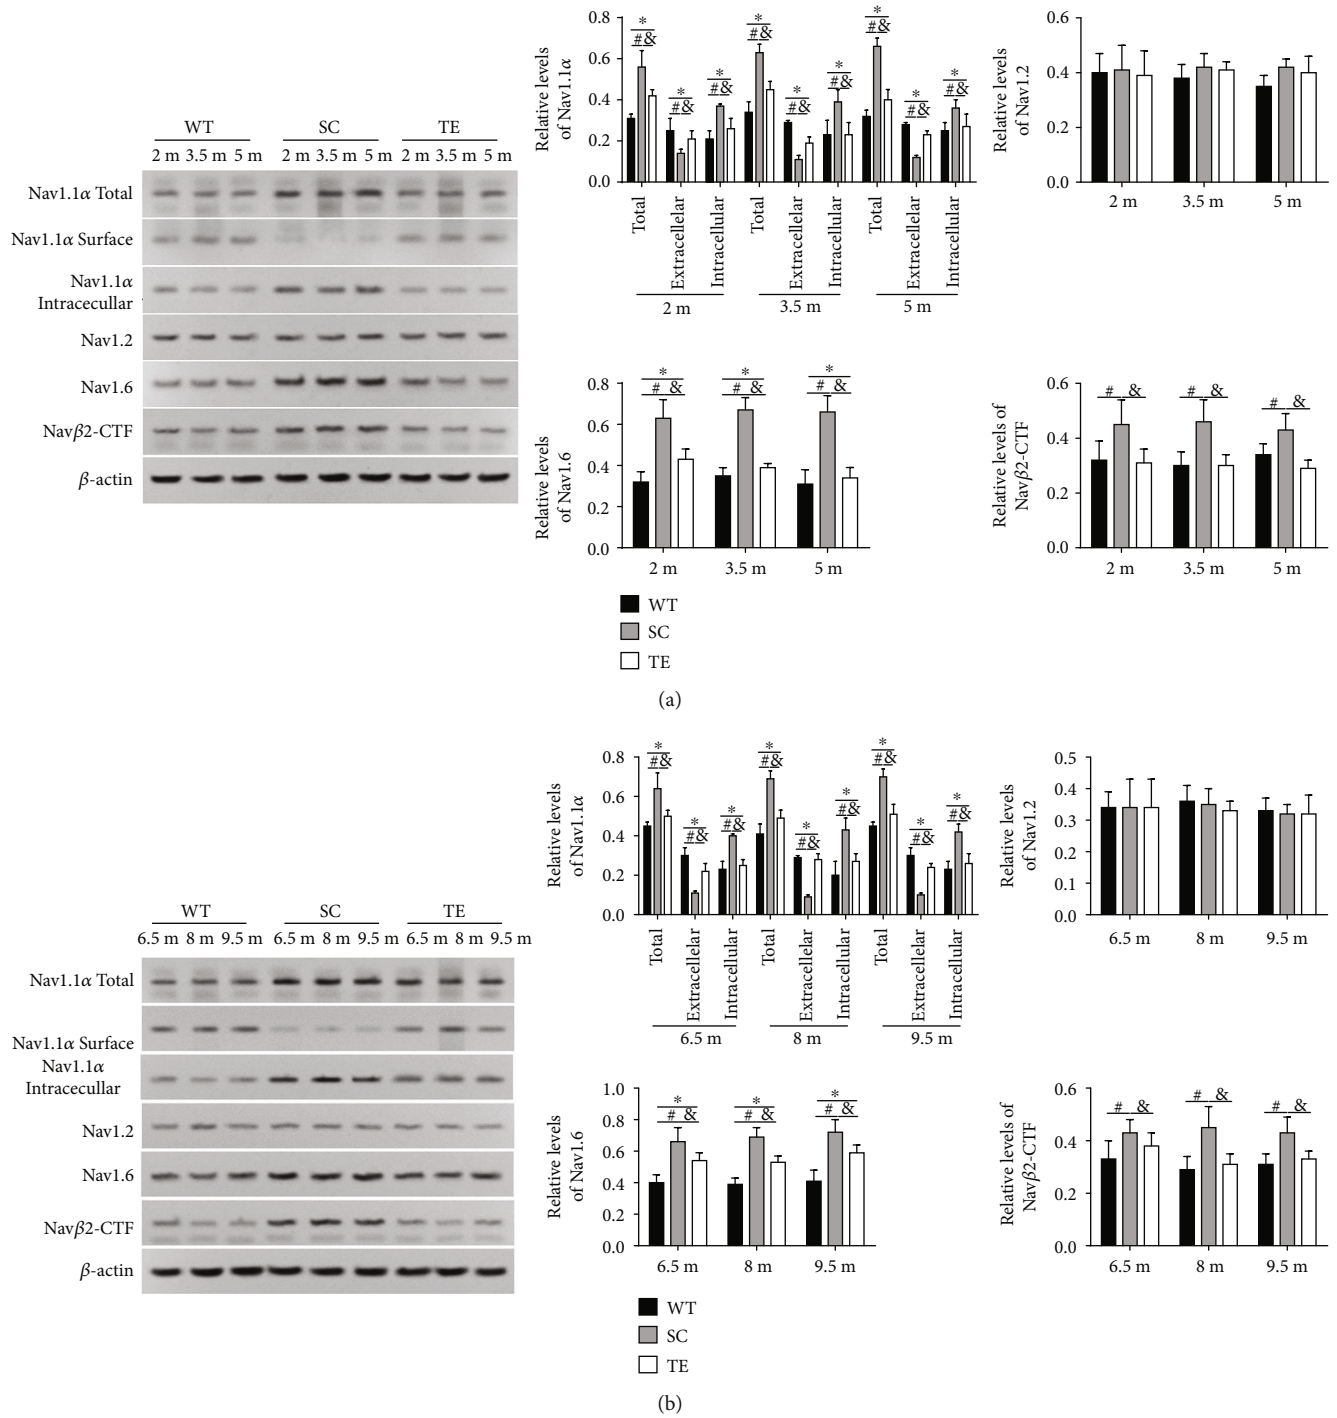 WT SC TE
2 m 3.5 m 5 m 2 m 3.5 m 5 m 2 m 3.5 m 5 m
Nav1.1α Total
Nav1.1α Surface
Nav1.1α
Intracecullar
Nav1.2
Nav1.6
Navβ2-CTF
β-actin
Relative levels
of Nav1.1α
0.8
0.6
0.4
0.2
0.0
* * * * * * * * *
#& #& #& #& #& #& #& #& #&
Total Extracellelar Intracellular Total Extracellelar Intracellular Total Extracellelar Intracellular
2 m 3.5 m 5 m
Relative levels
of Nav1.2
0.6
0.4
0.2
0.0
2 m 3.5 m 5 m
Relative levels
of Nav1.6
0.8
0.6
0.4
0.2
0.0
* * *
# & # & # &
2 m 3.5 m 5 m
Relative levels of
Navβ2-CTF
0.6
0.4
0.2
0.0
# & # & # &
2 m 3.5 m 5 m
WT
SC
TE
(a)
WT SC TE
6.5 m 8 m 9.5 m 6.5 m 8 m 9.5 m 6.5 m 8 m 9.5 m
Nav1.1α Total
Nav1.1α Surface
Nav1.1α
Intracecullar
Nav1.2
Nav1.6
Navβ2-CTF
β-actin
Relative levels
of Nav1.1α
0.8
0.6
0.4
0.2
0.0
* * * * * * * * *
#& #& #& #& #& #& #& #& #&
Total Extracellelar Intracellular Total Extracellelar Intracellular Total Extracellelar Intracellular
6.5 m 8 m 9.5 m
Relative levels
of Nav1.2
0.5
0.4
0.3
0.2
0.1
0.0
6.5 m 8 m 9.5 m
Relative levels
of Nav1.6
1.0
0.8
0.6
0.4
0.2
0.0
* * *
# & # & # &
6.5 m 8 m 9.5 m
Relative levels of
Navβ2-CTF
0.6
0.4
0.2
0.0
# & # & # &
6.5 m 8 m 9.5 m
WT
SC
TE
(b)